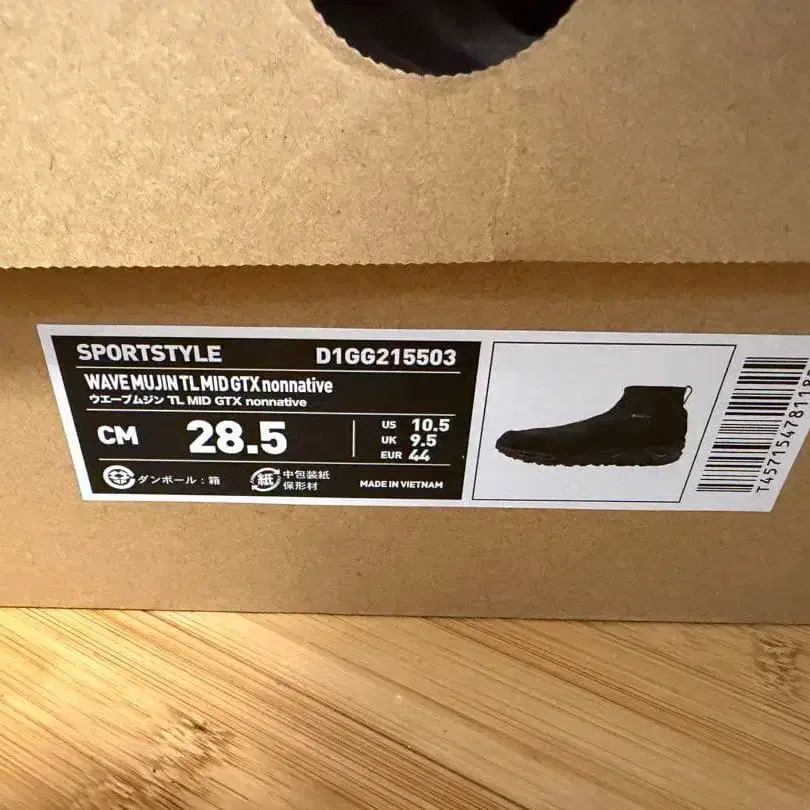 SPORTSTYLE D1GG215503
WAVE MUJIN TL MID GTX nonnative
ウエーブムジン TL MID GTX nonnative
CM 28.5
US 10.5
UK 9.5
EUR 44
ダンボール：箱
紙 中包装紙
保形材
MADE IN VIETNAM